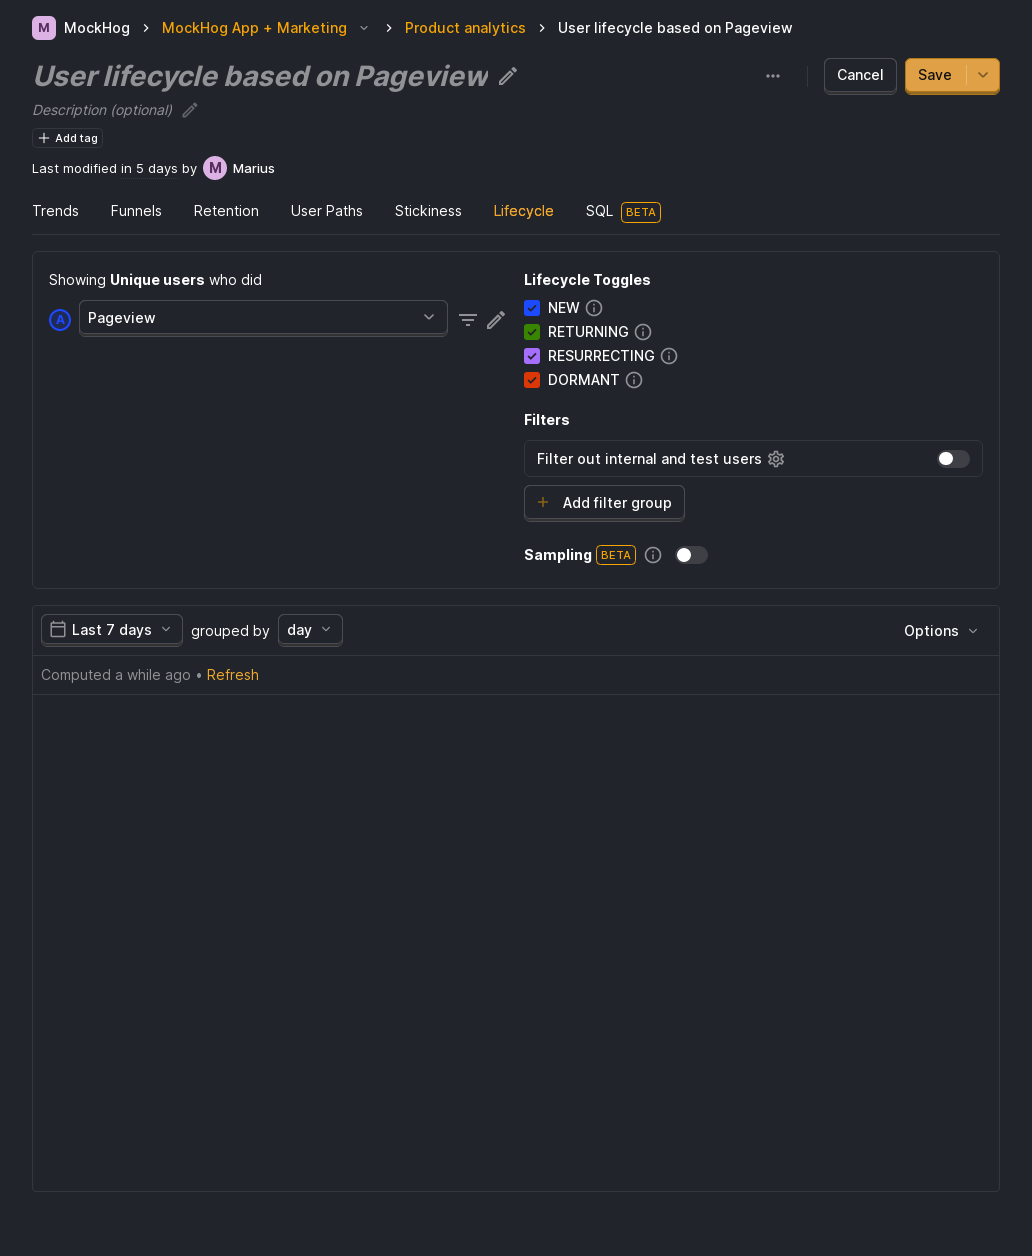 M MockHog > MockHog App + Marketing > Product analytics > User lifecycle based on Pageview
User lifecycle based on Pageview
Cancel
Save
Description (optional)
Add tag
Last modified in 5 days by M Marius
Trends Funnels Retention User Paths Stickiness Lifecycle SQL BETA
Showing Unique users who did
A Pageview
Lifecycle Toggles
NEW
RETURNING
RESURRECTING
DORMANT
Filters
Filter out internal and test users
+ Add filter group
Sampling BETA
Last 7 days grouped by day
Options
Computed a while ago • Refresh